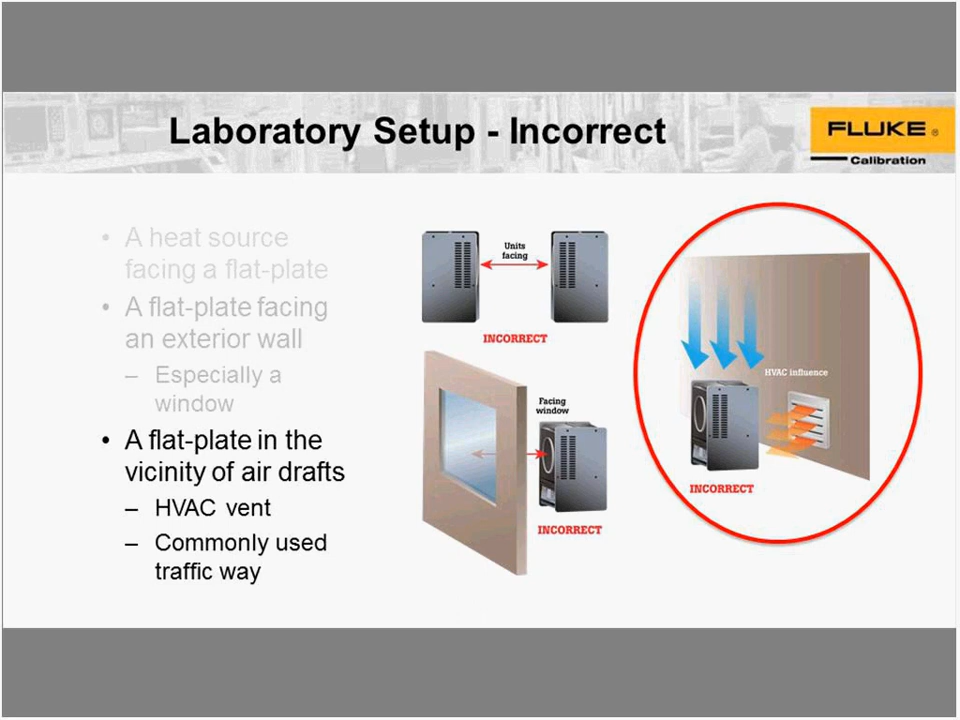 Laboratory Setup - Incorrect
FLUKE ®
Calibration
• A heat source
facing a flat-plate
• A flat-plate facing
an exterior wall
– Especially a
window
• A flat-plate in the
vicinity of air drafts
– HVAC vent
– Commonly used
traffic way
Units
facing
INCORRECT
Facing
window
INCORRECT
HVAC influence
INCORRECT